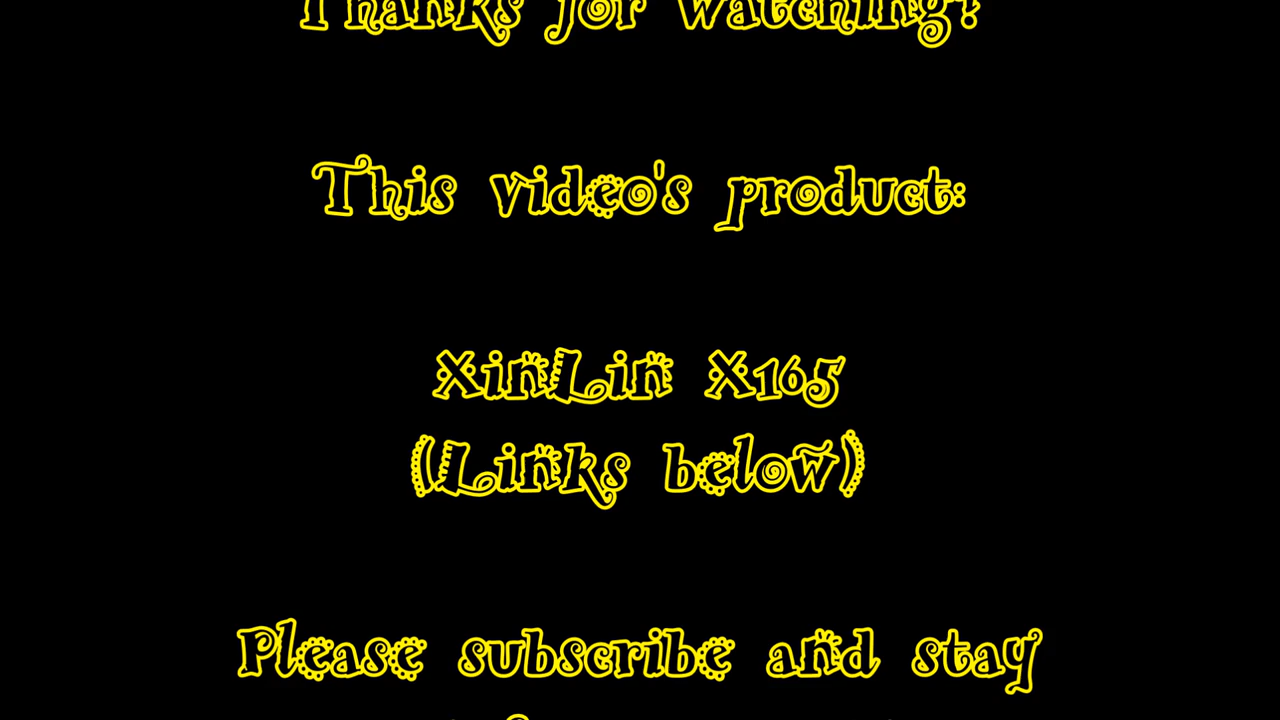 Thanks for watching!
This video's product:
XinLin X165
(Links below)
Please subscribe and stay